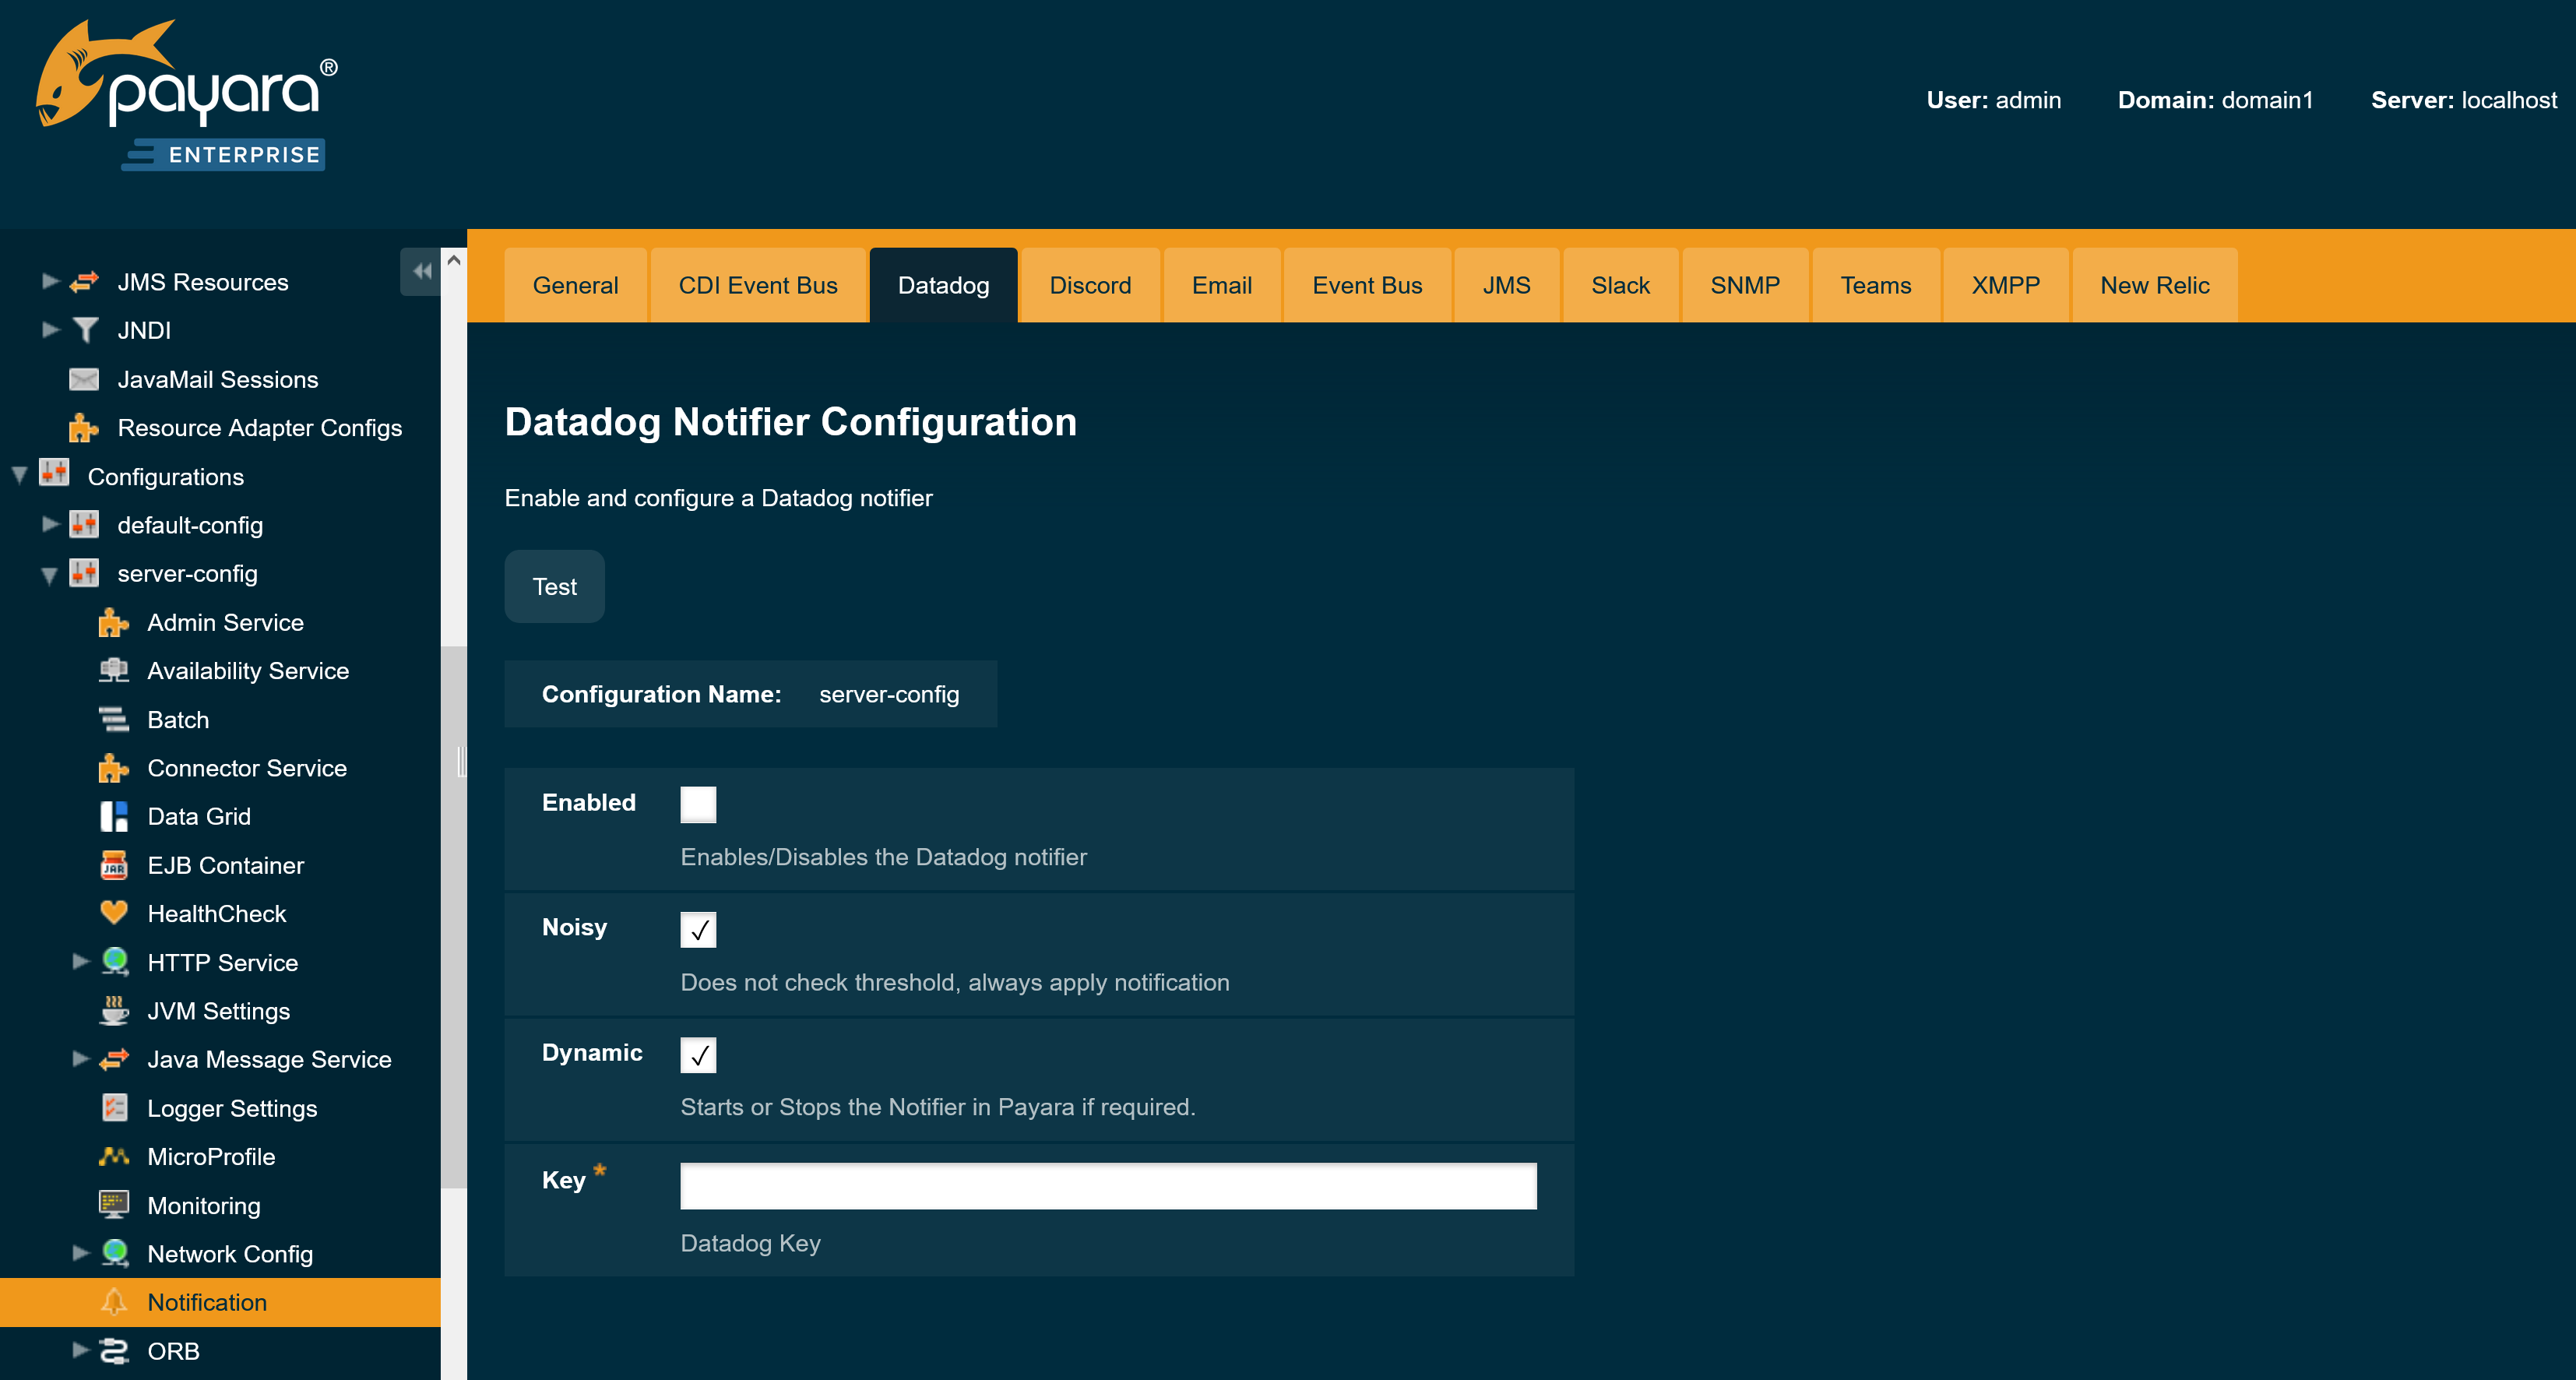 payara®
ENTERPRISE
User: admin Domain: domain1 Server: localhost
JMS Resources
JNDI
JavaMail Sessions
Resource Adapter Configs
Configurations
default-config
server-config
Admin Service
Availability Service
Batch
Connector Service
Data Grid
JAR
EJB Container
HealthCheck
HTTP Service
JVM Settings
Java Message Service
Logger Settings
MicroProfile
Monitoring
Network Config
Notification
ORB
General CDI Event Bus Datadog Discord Email Event Bus JMS Slack SNMP Teams XMPP New Relic
Datadog Notifier Configuration
Enable and configure a Datadog notifier
Test
Configuration Name: server-config
Enabled
Enables/Disables the Datadog notifier
Noisy
Does not check threshold, always apply notification
Dynamic
Starts or Stops the Notifier in Payara if required.
Key *
Datadog Key